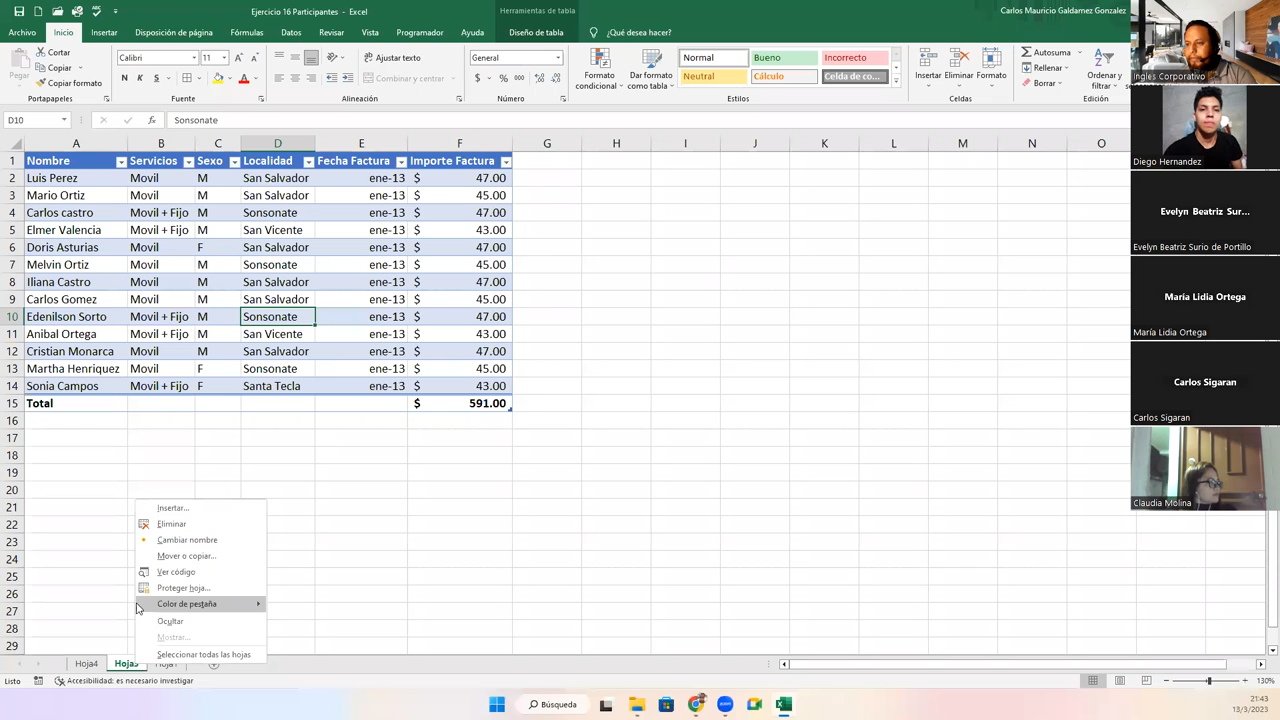 Ejercicio 16 Participantes - Excel
Herramientas de tabla
Carlos Mauricio Galdamez Gonzalez
Archivo Inicio Insertar Disposición de página Fórmulas Datos Revisar Vista Programador Ayuda Diseño de tabla ¿Qué desea hacer?
Cortar
Copiar
Portapapeles
Calibri 11
N K S
Fuente
Ajustar texto
Combinar y centrar
Alineación
General
$ % 000
Número
Formato condicional
Dar formato como tabla
Normal Bueno Incorrecto
Neutral Cálculo Celda de co...
Estilos
Insertar Eliminar Formato
Celdas
Autosuma
Rellenar
Borrar
Ordenar y filtrar
Edición
D10 fx Sonsonate
A B C D E F G H I J K L M N O
1 Nombre Servicios Sexo Localidad Fecha Factura Importe Factura
2 Luis Perez Movil M San Salvador ene-13 $ 47.00
3 Mario Ortiz Movil M San Salvador ene-13 $ 45.00
4 Carlos castro Movil + Fijo M Sonsonate ene-13 $ 47.00
5 Elmer Valencia Movil + Fijo M San Vicente ene-13 $ 43.00
6 Doris Asturias Movil F San Salvador ene-13 $ 47.00
7 Melvin Ortiz Movil M Sonsonate ene-13 $ 45.00
8 Iliana Castro Movil M San Salvador ene-13 $ 47.00
9 Carlos Gomez Movil M San Salvador ene-13 $ 45.00
10 Edenilson Sorto Movil + Fijo M Sonsonate ene-13 $ 47.00
11 Anibal Ortega Movil + Fijo M San Vicente ene-13 $ 43.00
12 Cristian Monarca Movil M San Salvador ene-13 $ 47.00
13 Martha Henriquez Movil F Sonsonate ene-13 $ 45.00
14 Sonia Campos Movil + Fijo F Santa Tecla ene-13 $ 43.00
15 Total $ 591.00
16
17
18
19
20
21
22
23
24
25
26
27
28
29
Insertar...
Eliminar
Cambiar nombre
Mover o copiar...
Ver código
Proteger hoja...
Color de pestaña
Ocultar
Mostrar...
Seleccionar todas las hojas
Hoja4
Listo
Accesibilidad: es necesario investigar
130%
Búsqueda
21:43
13/3/2023
Ingles Corporativo
Diego Hernandez
Evelyn Beatriz Sur...
Evelyn Beatriz Surio de Portillo
María Lidia Ortega
María Lidia Ortega
Carlos Sigaran
Carlos Sigaran
Claudia Molina